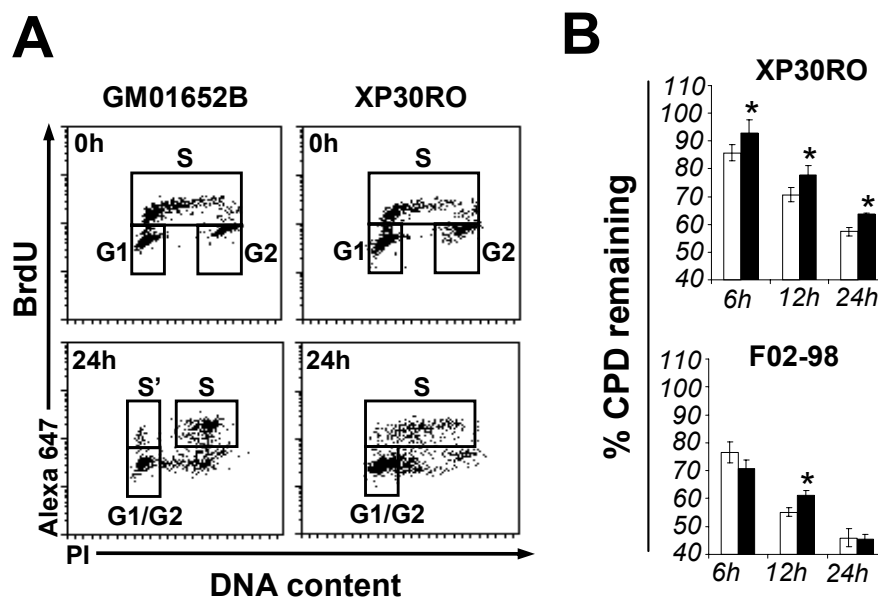 A
GM01652B XP30RO
0h
S
G1 G2
0h
S
G1 G2
24h
S' S
G1/G2
24h
S
G1/G2
BrdU
Alexa 647
PI
DNA content
B
% CPD remaining
XP30RO
110
100
90
80
70
60
50
40
* * *
6h 12h 24h
F02-98
110
100
90
80
70
60
50
40
*
6h 12h 24h